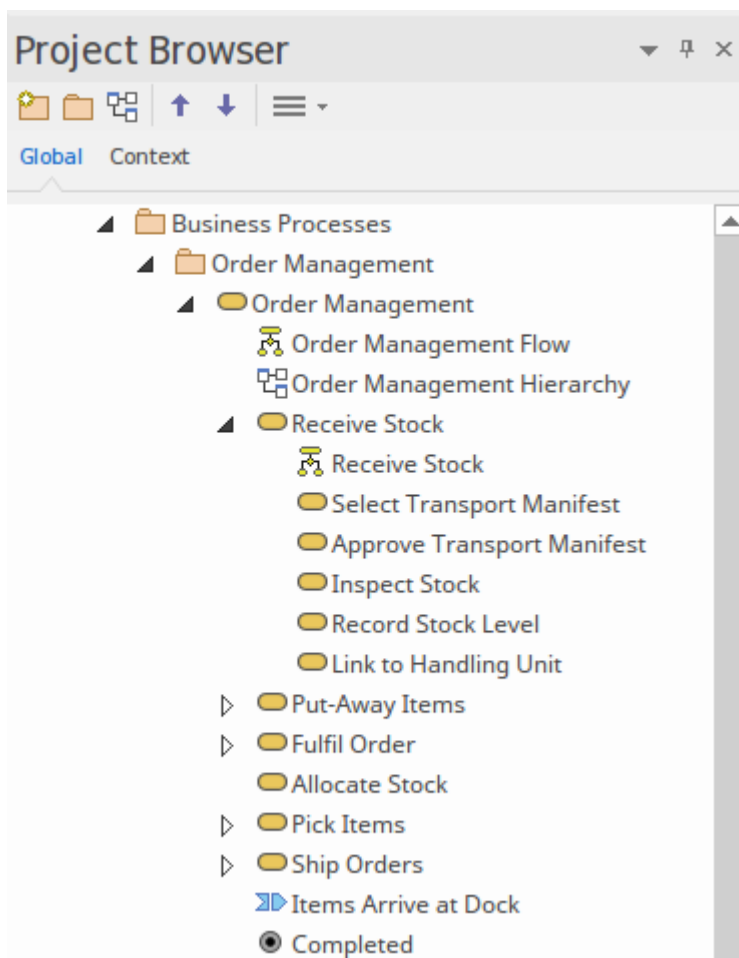 Project Browser
Global Context
Business Processes
Order Management
Order Management
Order Management Flow
Order Management Hierarchy
Receive Stock
Receive Stock
Select Transport Manifest
Approve Transport Manifest
Inspect Stock
Record Stock Level
Link to Handling Unit
Put-Away Items
Fulfil Order
Allocate Stock
Pick Items
Ship Orders
Items Arrive at Dock
Completed